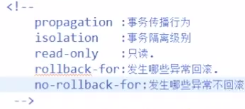 <!--
propagation :事务传播行为
isolation :事务隔离级别
read-only :只读.
rollback-for:发生哪些异常回滚.
no-rollback-for:发生哪些异常不回滚
-->